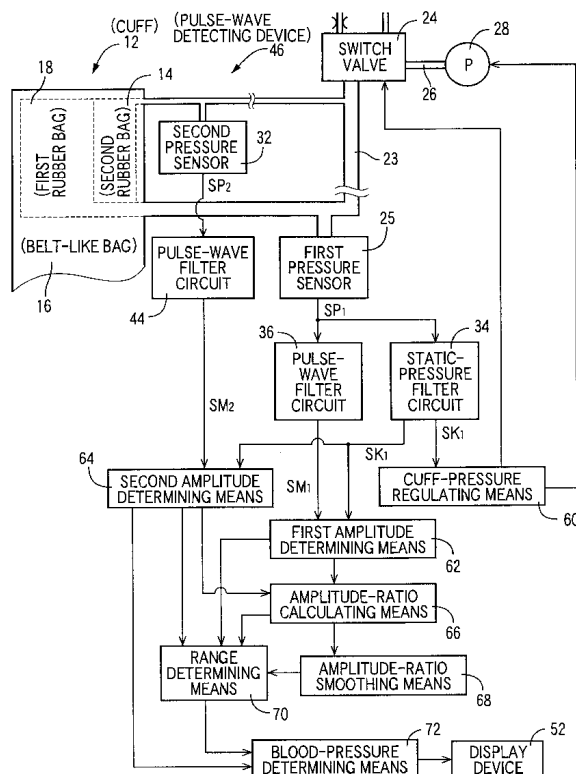 (CUFF)
12
(PULSE-WAVE
DETECTING DEVICE)
46
24
28
18
14
SWITCH
VALVE
P
26
(FIRST
RUBBER BAG)
(SECOND
RUBBER BAG)
SECOND
PRESSURE
SENSOR
32
23
SP2
25
(BELT-LIKE BAG)
16
PULSE-WAVE
FILTER
CIRCUIT
44
FIRST
PRESSURE
SENSOR
SP1
36
34
PULSE-
WAVE
FILTER
CIRCUIT
STATIC-
PRESSURE
FILTER
CIRCUIT
SM2
SK1
SK1
64
SECOND AMPLITUDE
DETERMINING MEANS
SM1
CUFF-PRESSURE
REGULATING MEANS
60
FIRST AMPLITUDE
DETERMINING MEANS
62
AMPLITUDE-RATIO
CALCULATING MEANS
66
RANGE
DETERMINING
MEANS
70
AMPLITUDE-RATIO
SMOOTHING MEANS
68
72
52
BLOOD-PRESSURE
DETERMINING MEANS
DISPLAY
DEVICE